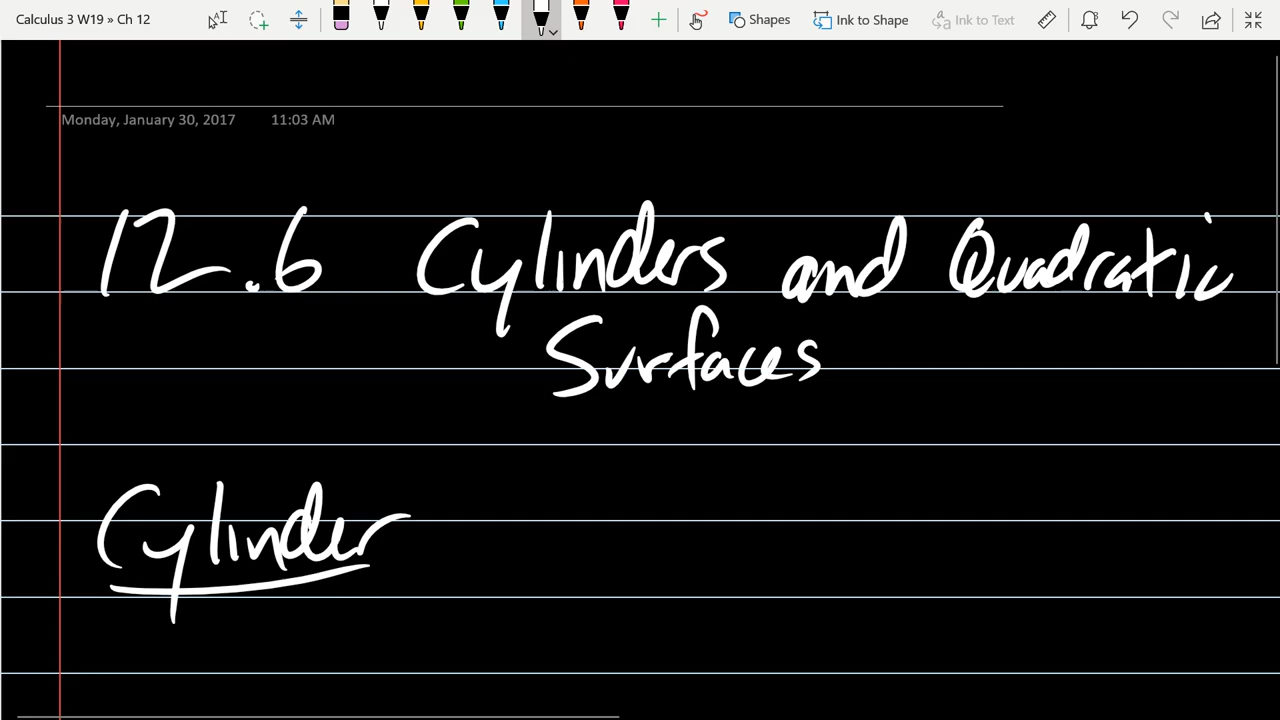 Calculus 3 W19 » Ch 12
Shapes
Ink to Shape
Ink to Text
Monday, January 30, 2017 11:03 AM
12.6 Cylinders and Quadratic
Surfaces
Cylinder